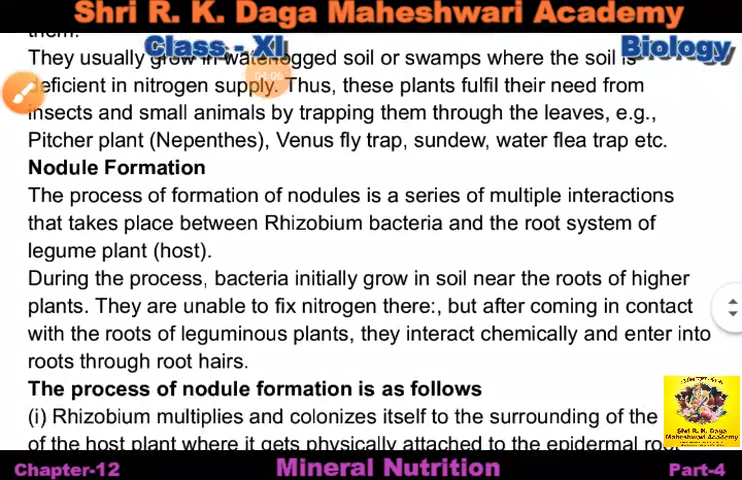 Shri R. K. Daga Maheshwari Academy
them.
Class - XI
Biology
They usually grow in waterlogged soil or swamps where the soil is
04:06
deficient in nitrogen supply. Thus, these plants fulfil their need from
insects and small animals by trapping them through the leaves, e.g.,
Pitcher plant (Nepenthes), Venus fly trap, sundew, water flea trap etc.
Nodule Formation
The process of formation of nodules is a series of multiple interactions
that takes place between Rhizobium bacteria and the root system of
legume plant (host).
During the process, bacteria initially grow in soil near the roots of higher
plants. They are unable to fix nitrogen there:, but after coming in contact
with the roots of leguminous plants, they interact chemically and enter into
roots through root hairs.
The process of nodule formation is as follows
(i) Rhizobium multiplies and colonizes itself to the surrounding of the
of the host plant where it gets physically attached to the epidermal root
Shri R. K. Daga
Maheshwari Academy
Chapter-12
Mineral Nutrition
Part-4